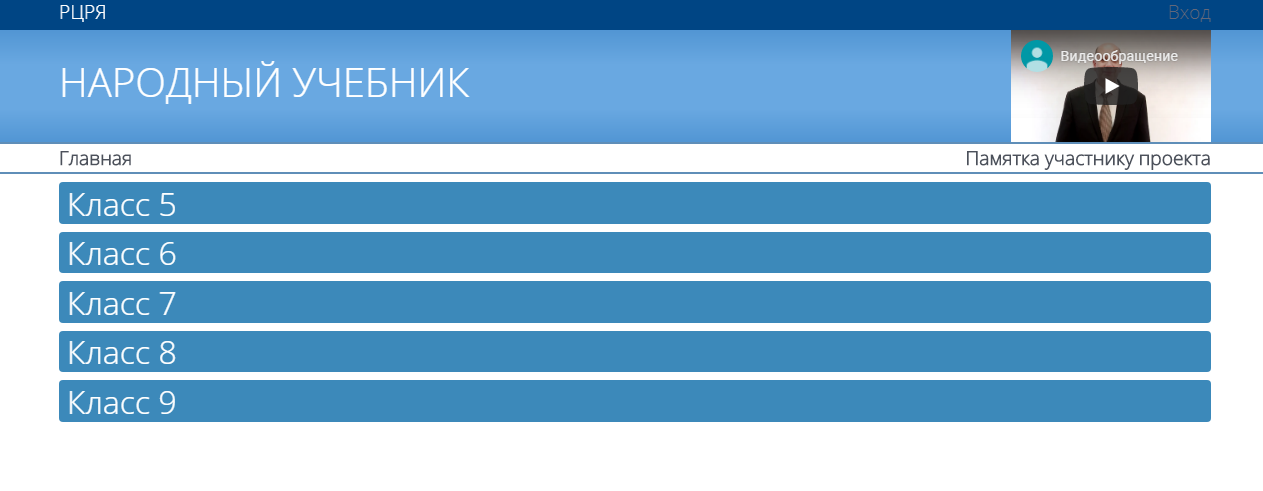 РЦРЯ Вход
НАРОДНЫЙ УЧЕБНИК
Видеообращение
Главная Памятка участнику проекта
Класс 5
Класс 6
Класс 7
Класс 8
Класс 9